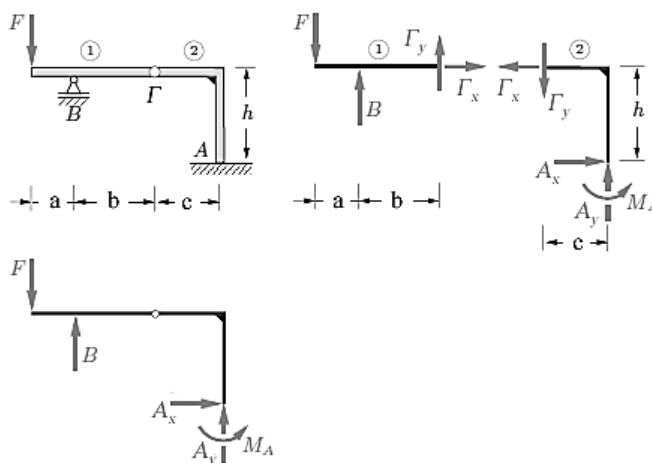 F
① ②
B Γ h
A
a b c
F
① Γy ②
Γx Γx Γy
B h
Ax
Ay MA
a b
c
F
B
Ax
Ay MA